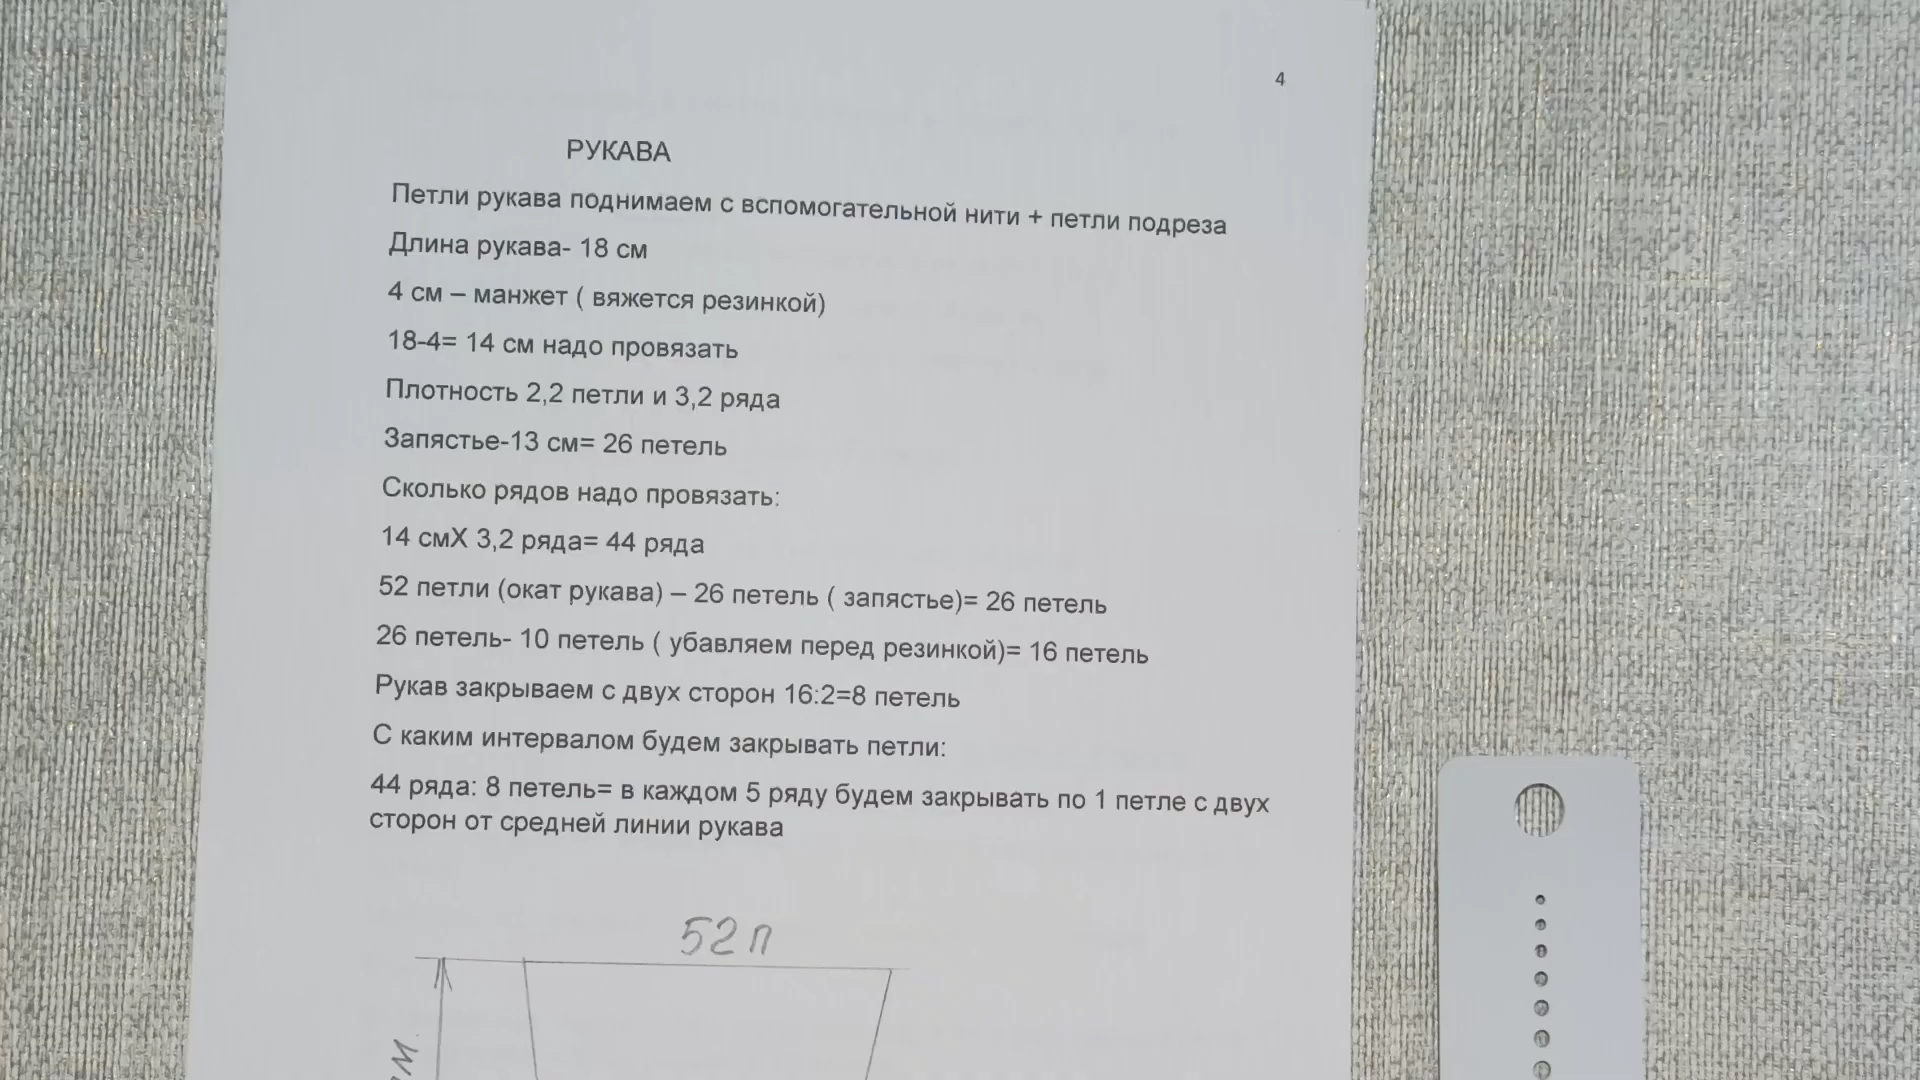 4
РУКАВА
Петли рукава поднимаем с вспомогательной нити + петли подреза
Длина рукава- 18 см
4 см – манжет ( вяжется резинкой)
18-4= 14 см надо провязать
Плотность 2,2 петли и 3,2 ряда
Запястье-13 см= 26 петель
Сколько рядов надо провязать:
14 смХ 3,2 ряда= 44 ряда
52 петли (окат рукава) – 26 петель ( запястье)= 26 петель
26 петель- 10 петель ( убавляем перед резинкой)= 16 петель
Рукав закрываем с двух сторон 16:2=8 петель
С каким интервалом будем закрывать петли:
44 ряда: 8 петель= в каждом 5 ряду будем закрывать по 1 петле с двух
сторон от средней линии рукава
52 п